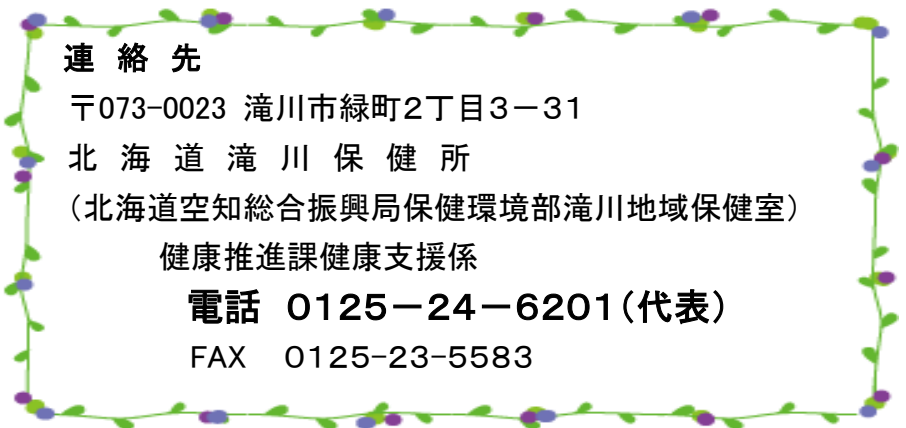 連　絡　先
〒073-0023 滝川市緑町２丁目３－３１
北　海　道　滝　川　保　健　所
（北海道空知総合振興局保健環境部滝川地域保健室）
健康推進課健康支援係
電話　０１２５－２４－６２０１（代表）
FAX　０１２５-２３-５５８３